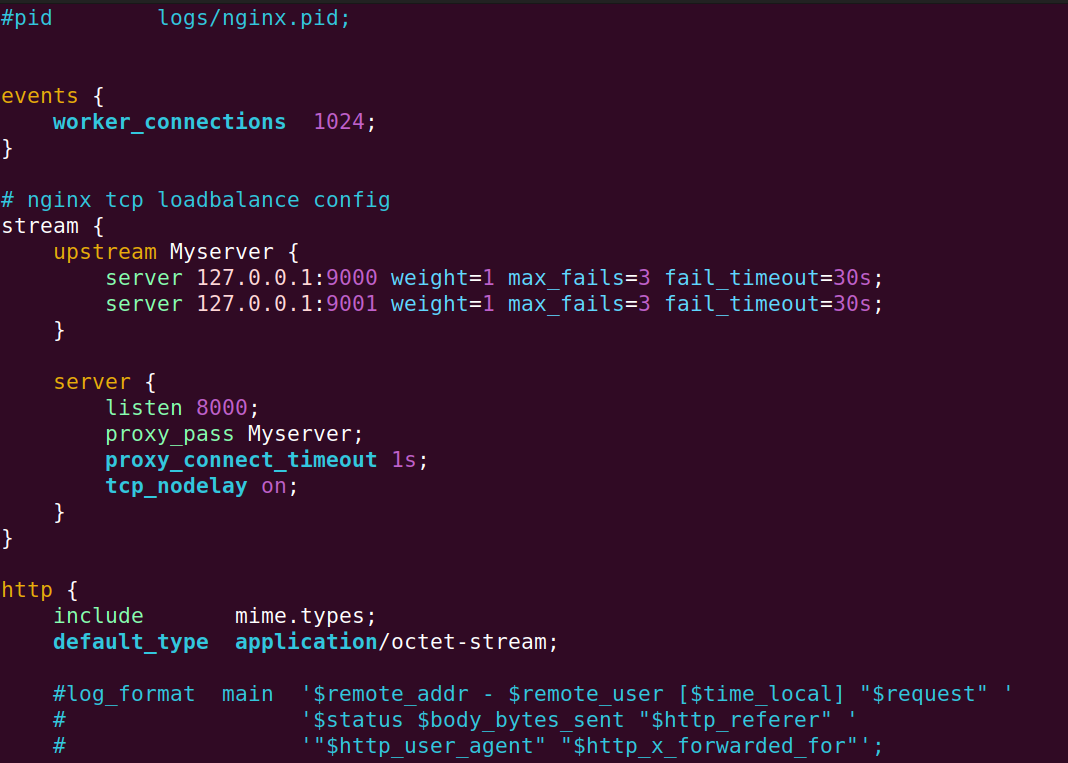 #pid        logs/nginx.pid;
events {
    worker_connections  1024;
}
# nginx tcp loadbalance config
stream {
    upstream Myserver {
        server 127.0.0.1:9000 weight=1 max_fails=3 fail_timeout=30s;
        server 127.0.0.1:9001 weight=1 max_fails=3 fail_timeout=30s;
    }
    server {
        listen 8000;
        proxy_pass Myserver;
        proxy_connect_timeout 1s;
        tcp_nodelay on;
    }
}
http {
    include       mime.types;
    default_type  application/octet-stream;
    #log_format  main  '$remote_addr - $remote_user [$time_local] "$request" '
    #                  '$status $body_bytes_sent "$http_referer" '
    #                  '"$http_user_agent" "$http_x_forwarded_for"';